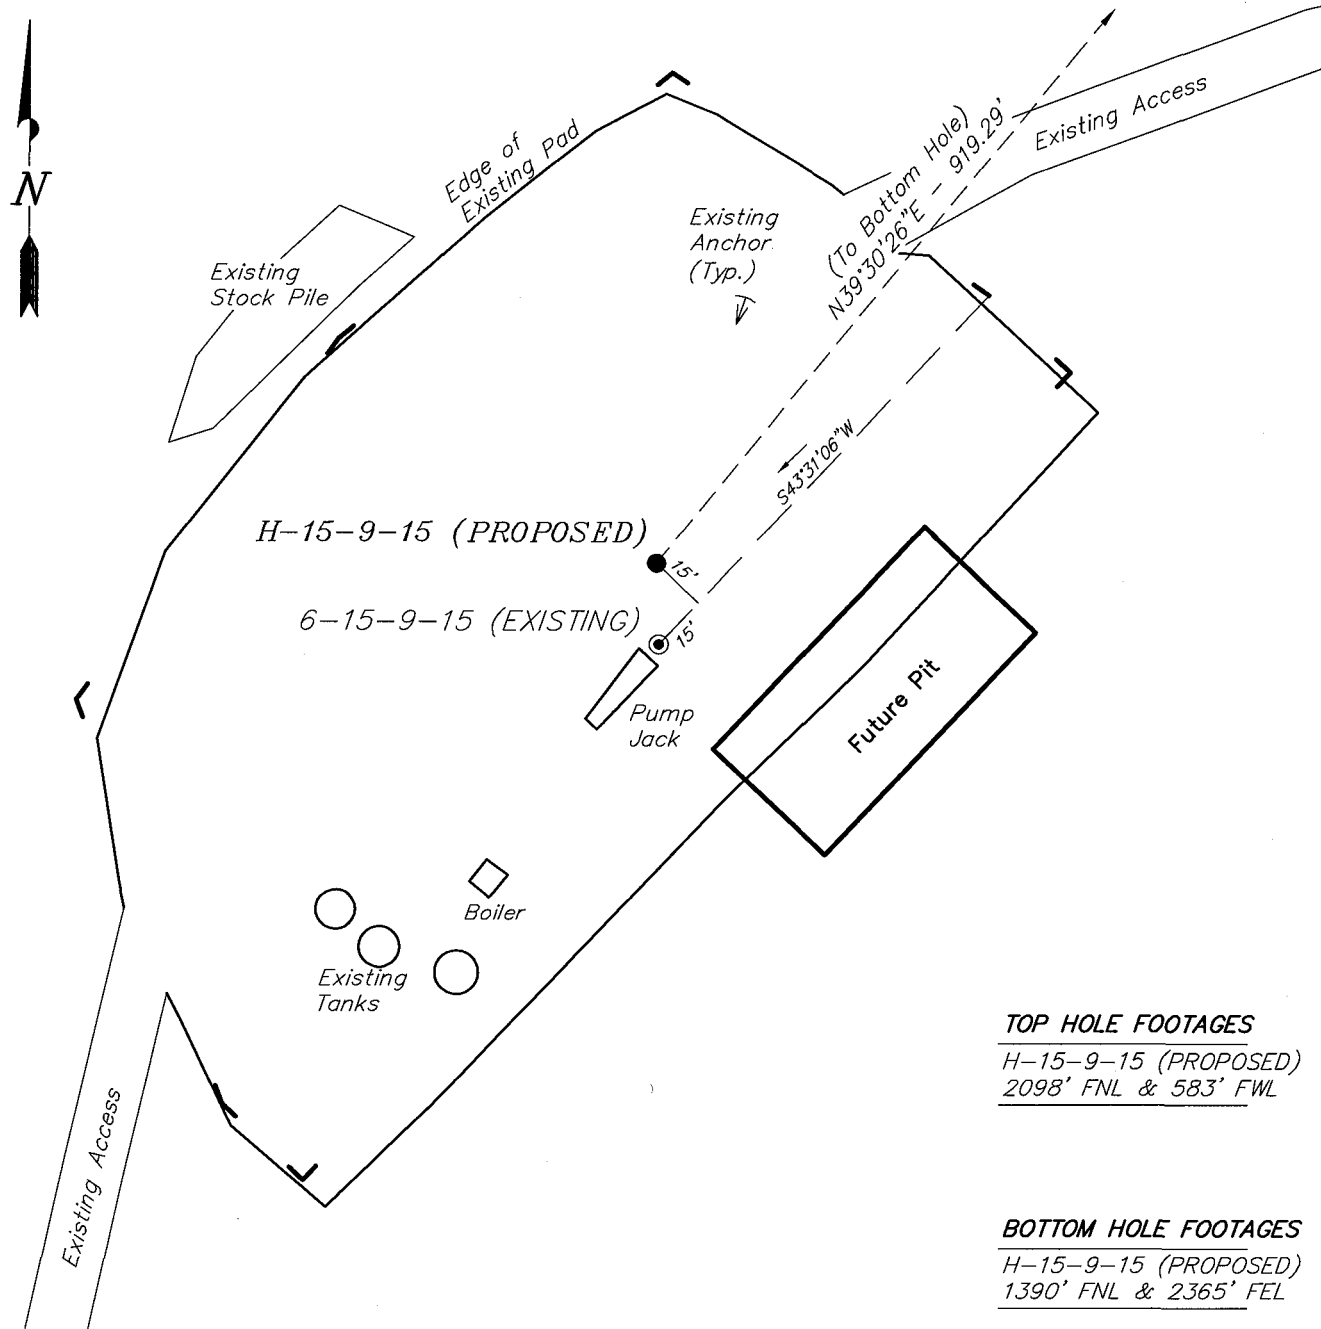 N
Edge of
Existing Pad
Existing
Stock Pile
Existing
Anchor
(Typ.)
(To Bottom Hole)
N39°30'26"E - 919.29'
Existing Access
S43°31'06"W
H-15-9-15 (PROPOSED)
15'
6-15-9-15 (EXISTING)
15'
Pump
Jack
Future Pit
Boiler
Existing
Tanks
Existing Access
TOP HOLE FOOTAGES
H-15-9-15 (PROPOSED)
2098' FNL & 583' FWL
BOTTOM HOLE FOOTAGES
H-15-9-15 (PROPOSED)
1390' FNL & 2365' FEL